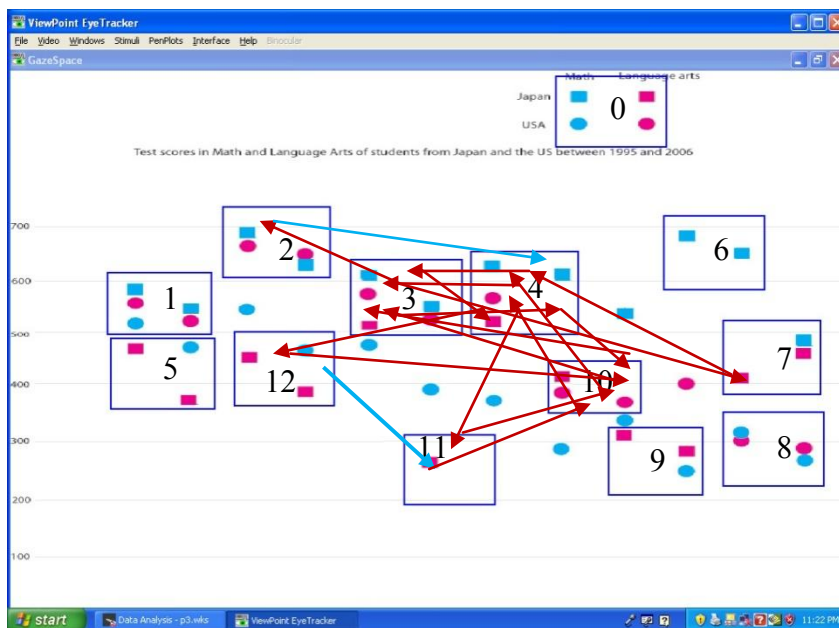 ViewPoint EyeTracker
File Video Windows Stimuli PenPlots Interface Help Binocular
GazeSpace
Math Language arts
Japan
USA
0
Test scores in Math and Language Arts of students from Japan and the US between 1995 and 2006
700
2
6
600
1
3
4
500
5
12
7
400
10
300
11
9
8
200
100
start Data Analysis - p3.wks ViewPoint EyeTracker 11:22 PM